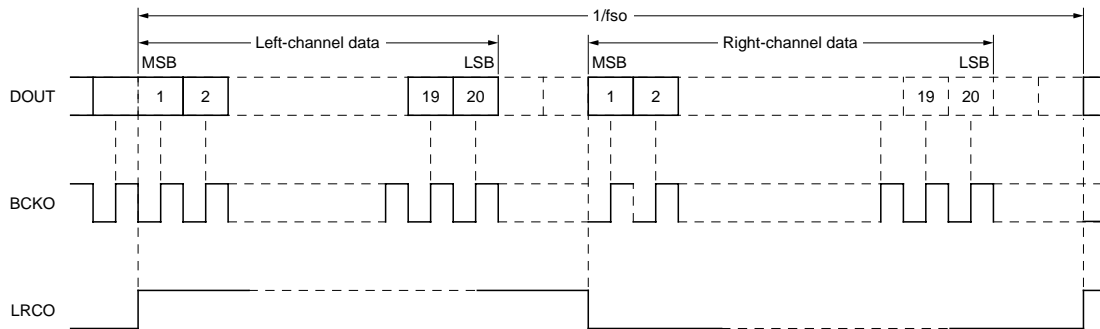 1/fso
Left-channel data
Right-channel data
MSB
LSB
MSB
LSB
DOUT
1
2
19
20
1
2
19
20
BCKO
LRCO